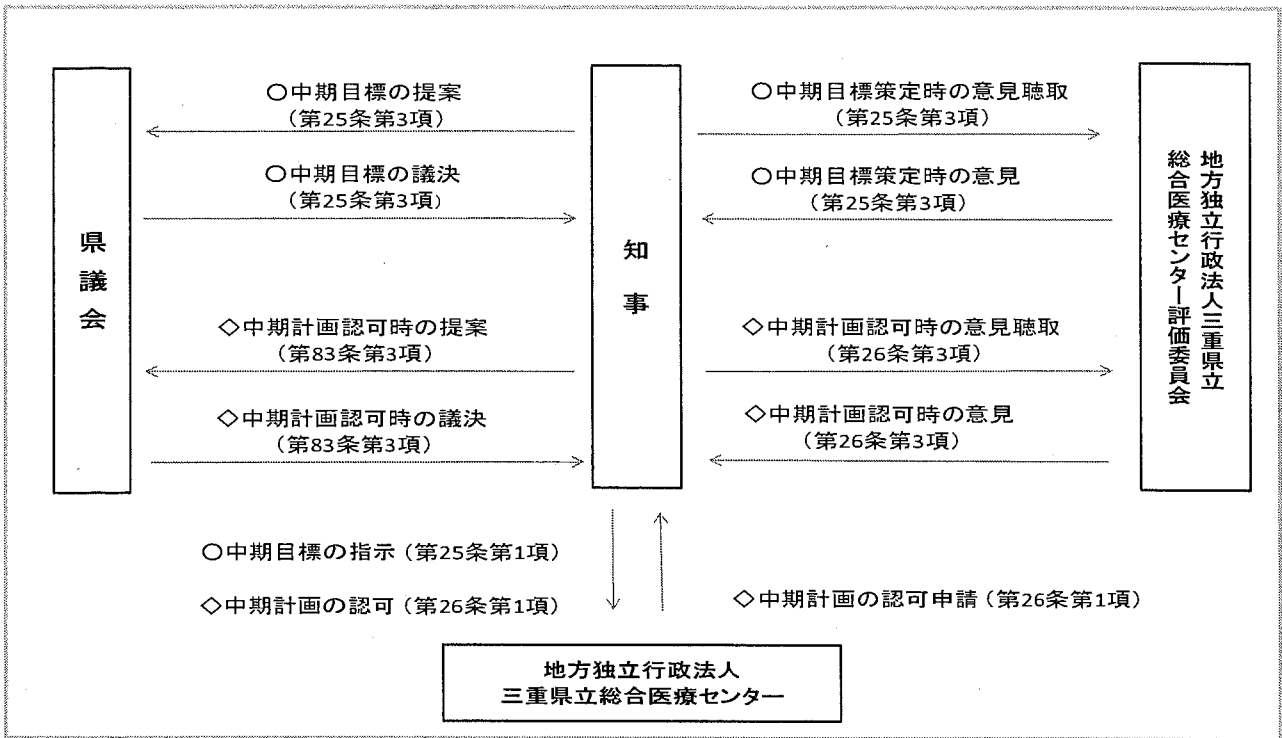 県議会
○中期目標の提案
（第25条第3項）
○中期目標の議決
（第25条第3項）
◇中期計画認可時の提案
（第83条第3項）
◇中期計画認可時の議決
（第83条第3項）
知事
○中期目標策定時の意見聴取
（第25条第3項）
○中期目標策定時の意見
（第25条第3項）
◇中期計画認可時の意見聴取
（第26条第3項）
◇中期計画認可時の意見
（第26条第3項）
地方独立行政法人三重県立
総合医療センター評価委員会
○中期目標の指示（第25条第1項）
◇中期計画の認可（第26条第1項）
◇中期計画の認可申請（第26条第1項）
地方独立行政法人
三重県立総合医療センター